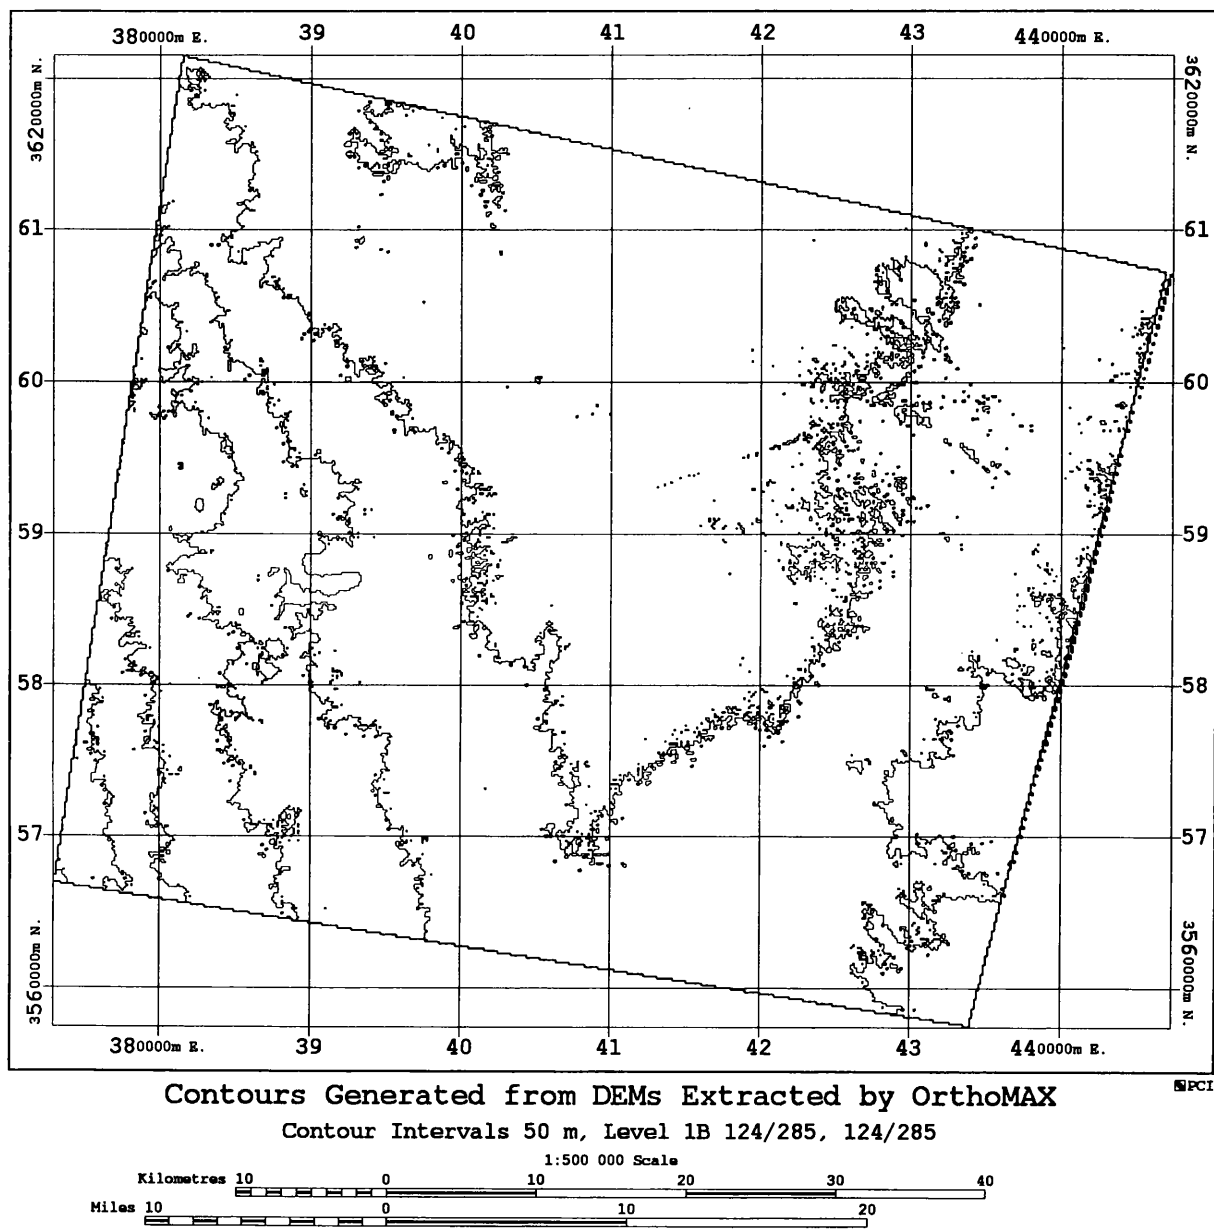 380000m E. 39 40 41 42 43 440000m E.
3620000m N. 3620000m N.
61 61
60 60
59 59
58 58
57 57
3560000m N. 3560000m N.
380000m E. 39 40 41 42 43 440000m E.
PCI
Contours Generated from DEMs Extracted by OrthoMAX
Contour Intervals 50 m, Level 1B 124/285, 124/285
1:500 000 Scale
Kilometres 10 0 10 20 30 40
Miles 10 0 10 20